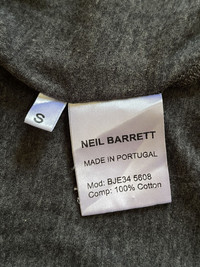 S
NEIL BARRETT
MADE IN PORTUGAL
Mod: BJE34 5608
Comp: 100% Cotton